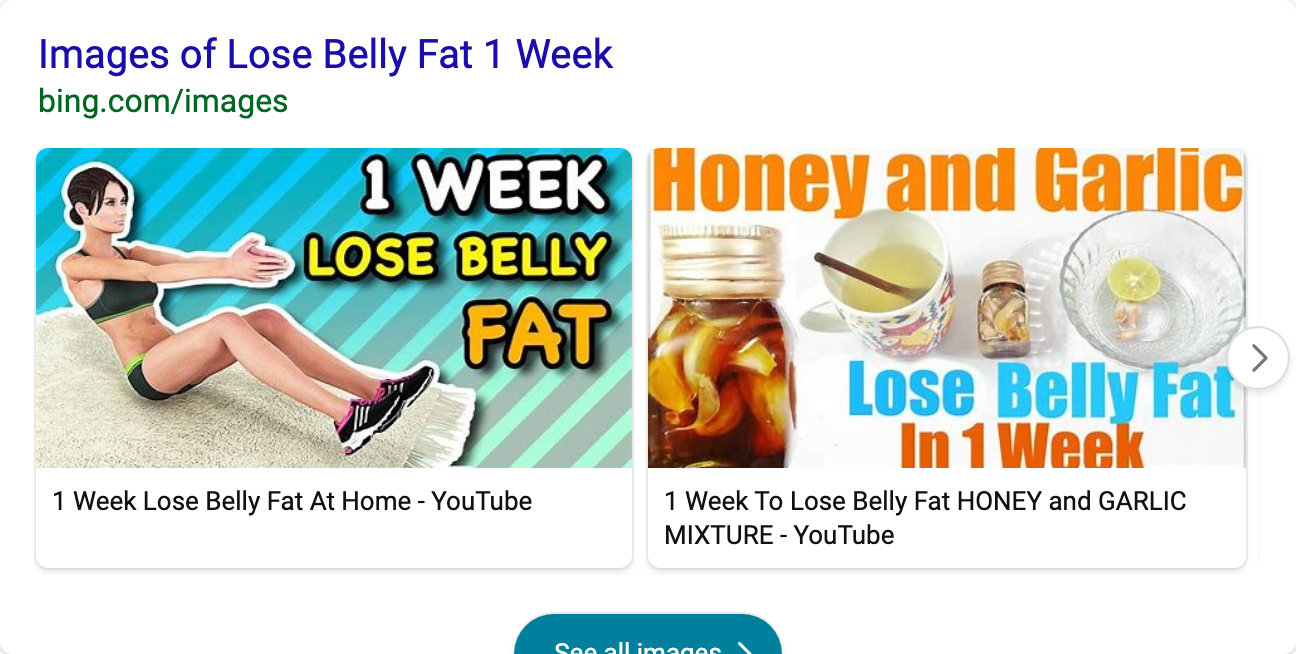 Images of Lose Belly Fat 1 Week
bing.com/images
1 WEEK
LOSE BELLY
FAT
1 Week Lose Belly Fat At Home - YouTube
Honey and Garlic
Lose Belly Fat
In 1 Week
1 Week To Lose Belly Fat HONEY and GARLIC
MIXTURE - YouTube
See all images